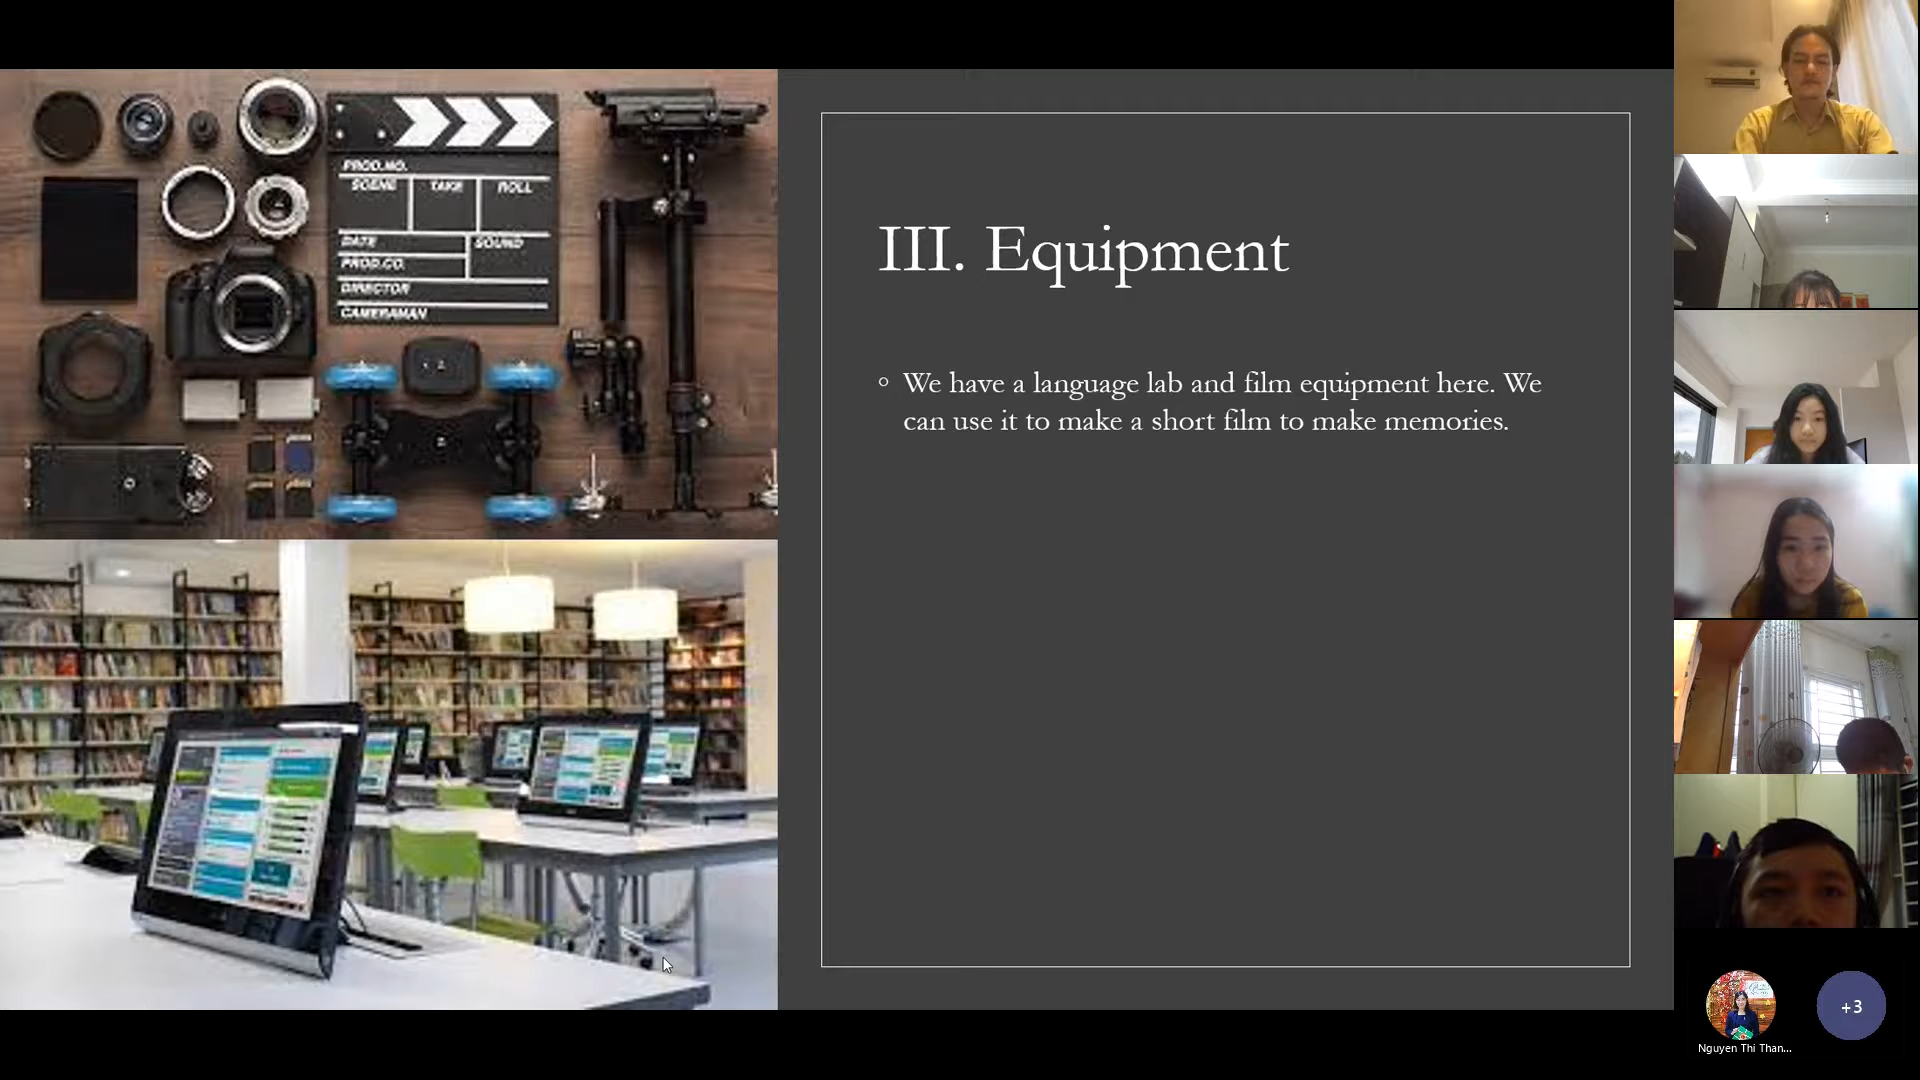 PROD.NO.
SCENE TAKE ROLL
DATE SOUND
PROD.CO.
DIRECTOR
CAMERAMAN
III. Equipment
We have a language lab and film equipment here. We
can use it to make a short film to make memories.
+3
Nguyen Thi Than...